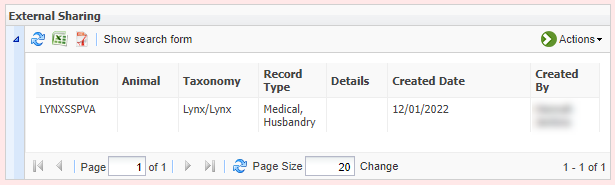 External Sharing
Show search form
Actions
Institution Animal Taxonomy Record Type Details Created Date Created By
LYNXSSPVA Lynx/Lynx Medical, Husbandry 12/01/2022
Page 1 of 1 Page Size 20 Change 1 - 1 of 1